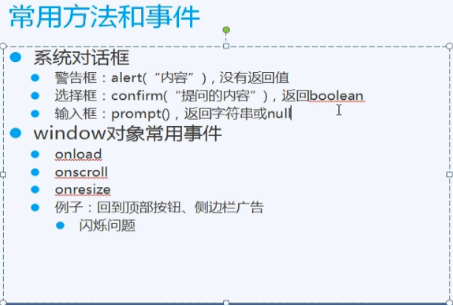 常用方法和事件
系统对话框
警告框：alert(“内容”)，没有返回值
选择框：confirm(“提问的内容”)，返回boolean
输入框：prompt()，返回字符串或null
window对象常用事件
onload
onscroll
onresize
例子：回到顶部按钮、侧边栏广告
闪烁问题